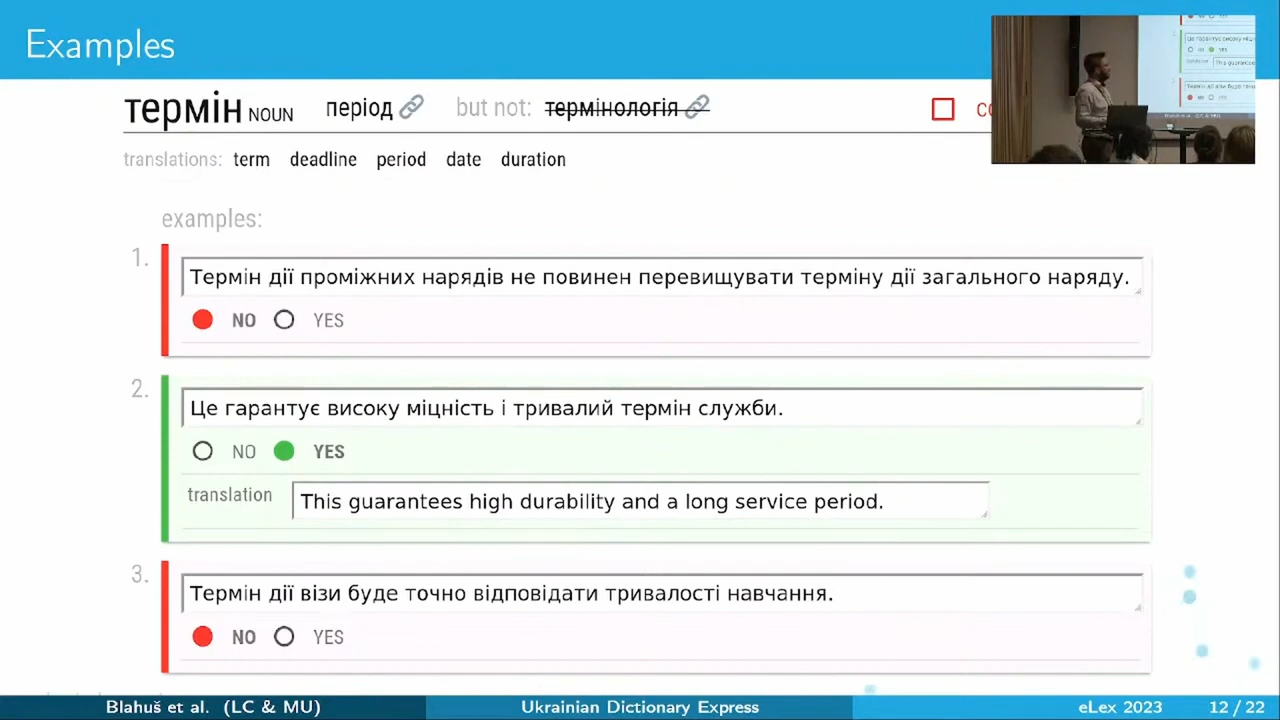 Examples
термін NOUN період but not: термінологія
translations: term deadline period date duration
examples:
1.
Термін дії проміжних нарядів не повинен перевищувати терміну дії загального наряду.
NO YES
2.
Це гарантує високу міцність і тривалий термін служби.
NO YES
translation This guarantees high durability and a long service period.
3.
Термін дії візи буде точно відповідати тривалості навчання.
NO YES
Blahuš et al. (LC & MU) Ukrainian Dictionary Express eLex 2023 12 / 22